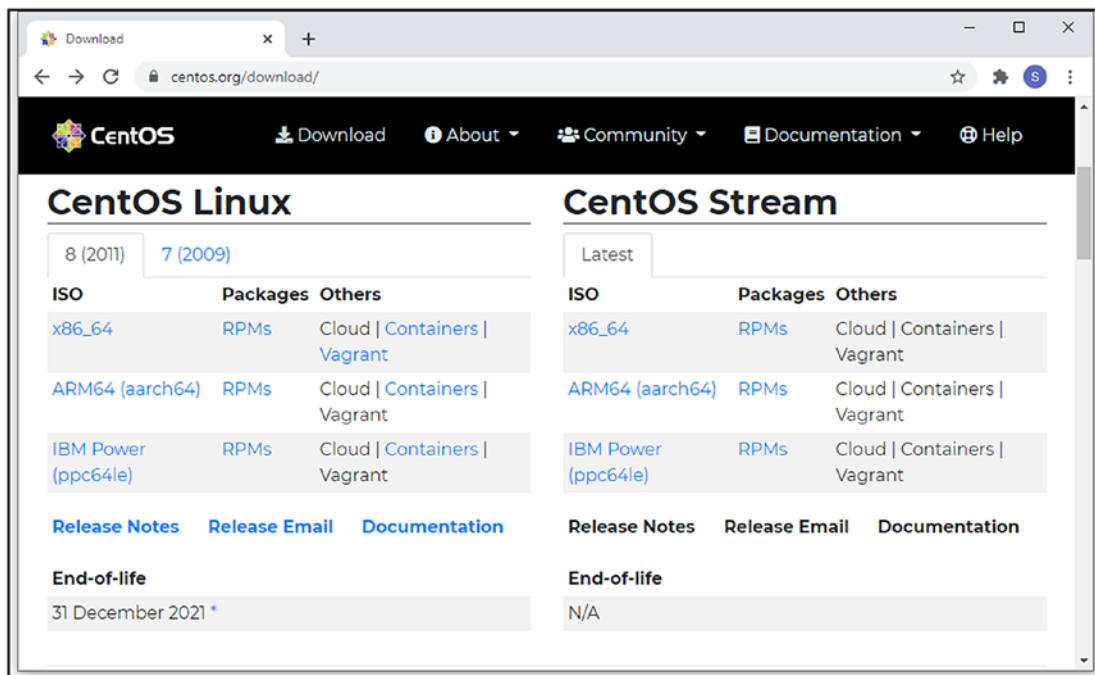 Download
centos.org/download/
S
CentOS Download About Community Documentation Help
CentOS Linux
8 (2011) 7 (2009)
ISO Packages Others
x86_64 RPMs Cloud | Containers |
Vagrant
ARM64 (aarch64) RPMs Cloud | Containers |
Vagrant
IBM Power RPMs Cloud | Containers |
(ppc64le) Vagrant
Release Notes Release Email Documentation
End-of-life
31 December 2021 *
CentOS Stream
Latest
ISO Packages Others
x86_64 RPMs Cloud | Containers |
Vagrant
ARM64 (aarch64) RPMs Cloud | Containers |
Vagrant
IBM Power RPMs Cloud | Containers |
(ppc64le) Vagrant
Release Notes Release Email Documentation
End-of-life
N/A